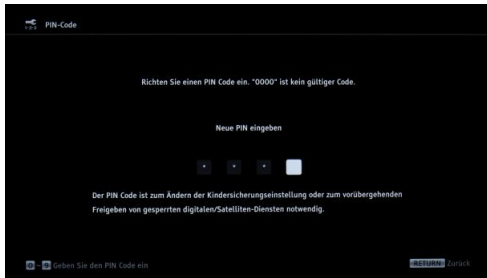 PIN-Code
Richten Sie einen PIN Code ein. "0000" ist kein gültiger Code.
Neue PIN eingeben
* * *
Der PIN Code ist zum Ändern der Kindersicherungseinstellung oder zum vorübergehenden
Freigeben von gesperrten digitalen/Satelliten-Diensten notwendig.
0 ~ 9 Geben Sie den PIN Code ein
RETURN Zurück